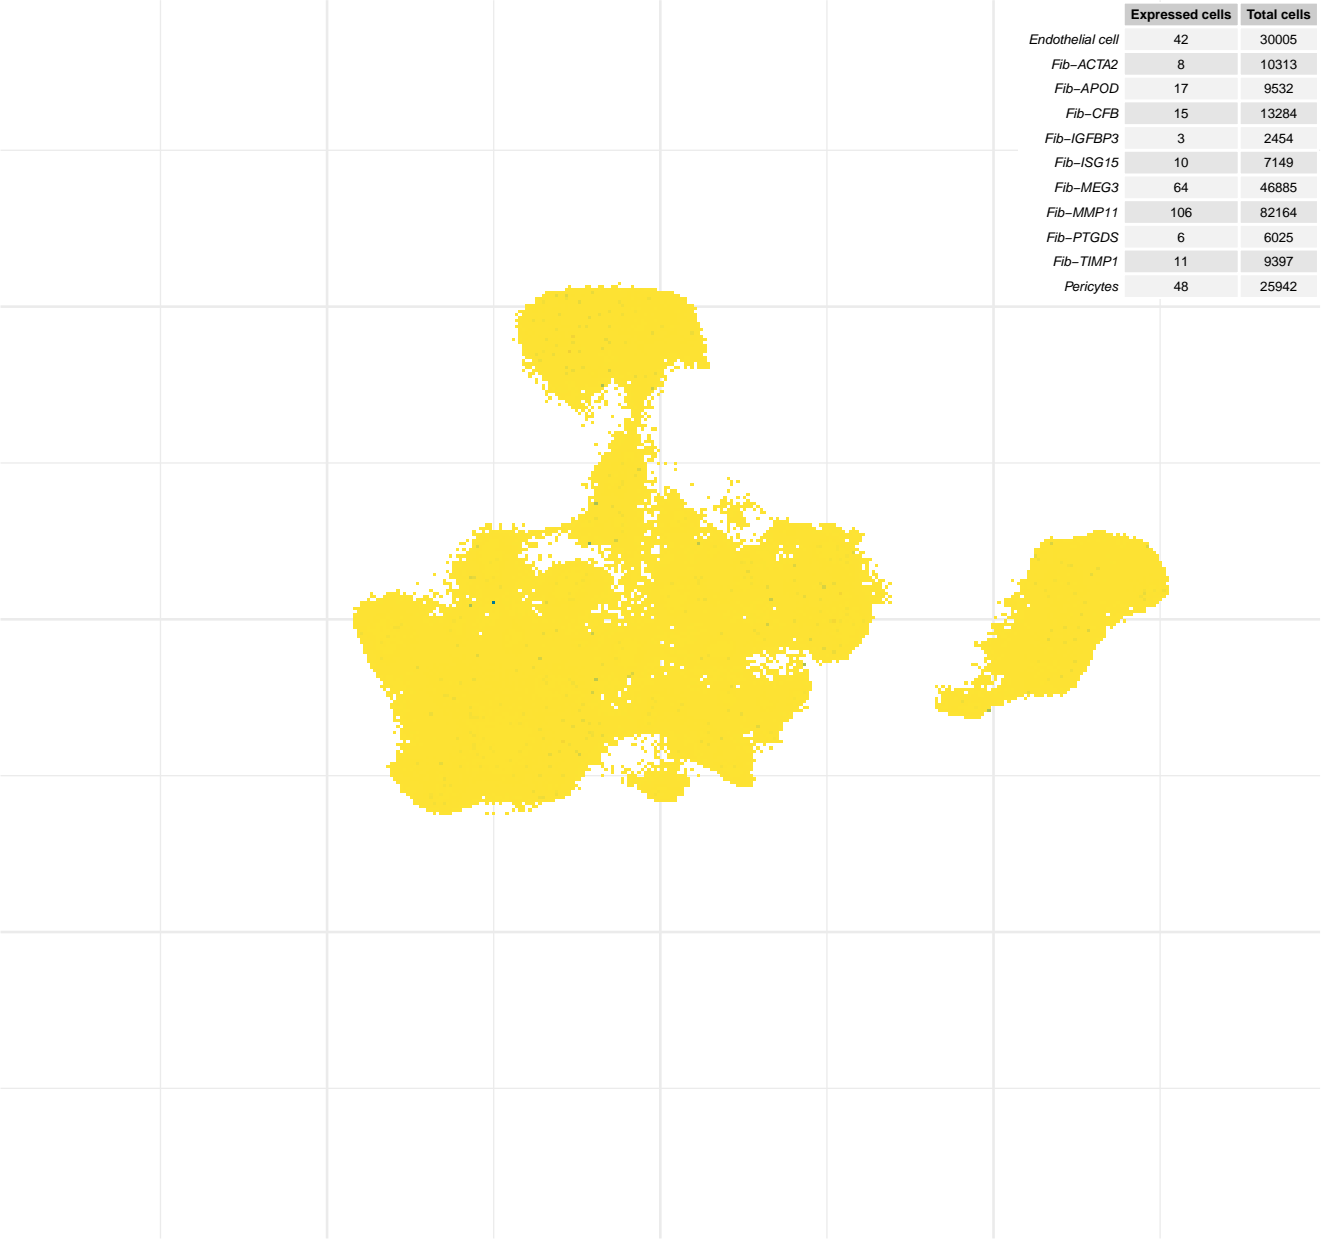 Expressed cells Total cells
Endothelial cell 42 30005
Fib−ACTA2 8 10313
Fib−APOD 17 9532
Fib−CFB 15 13284
Fib−IGFBP3 3 2454
Fib−ISG15 10 7149
Fib−MEG3 64 46885
Fib−MMP11 106 82164
Fib−PTGDS 6 6025
Fib−TIMP1 11 9397
Pericytes 48 25942